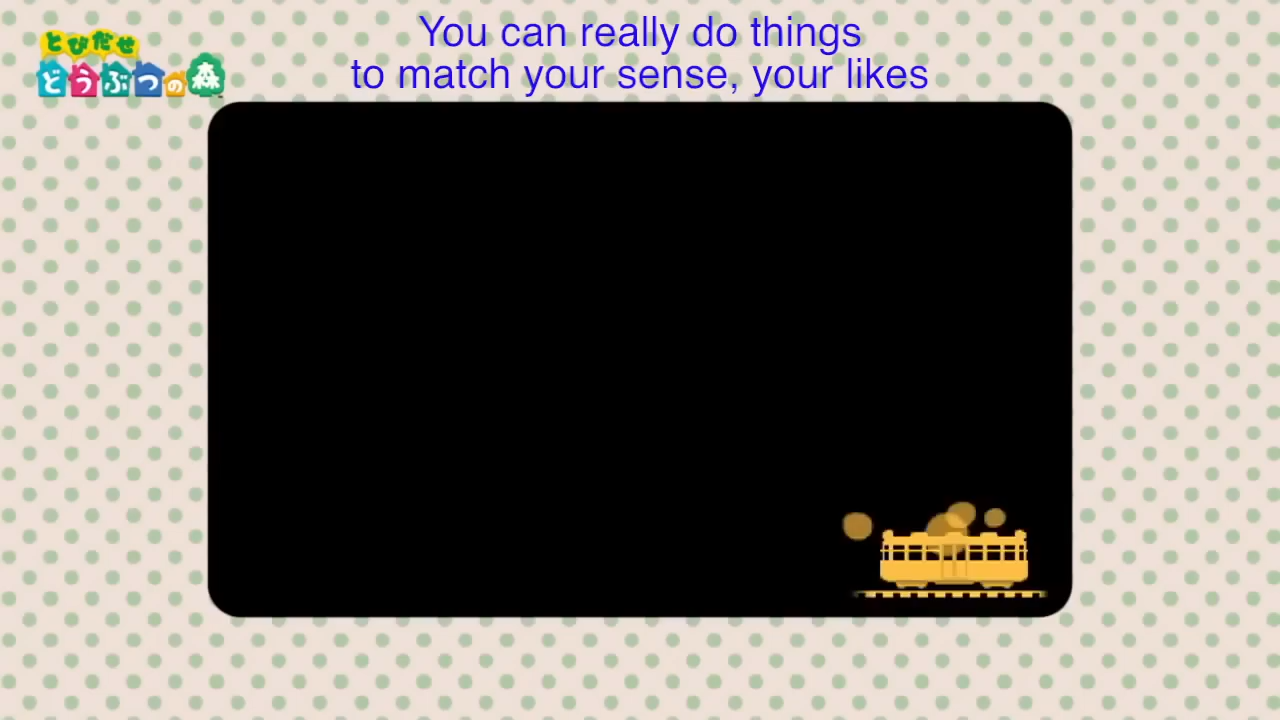 You can really do things
to match your sense, your likes
とびだせ
どうぶつの森